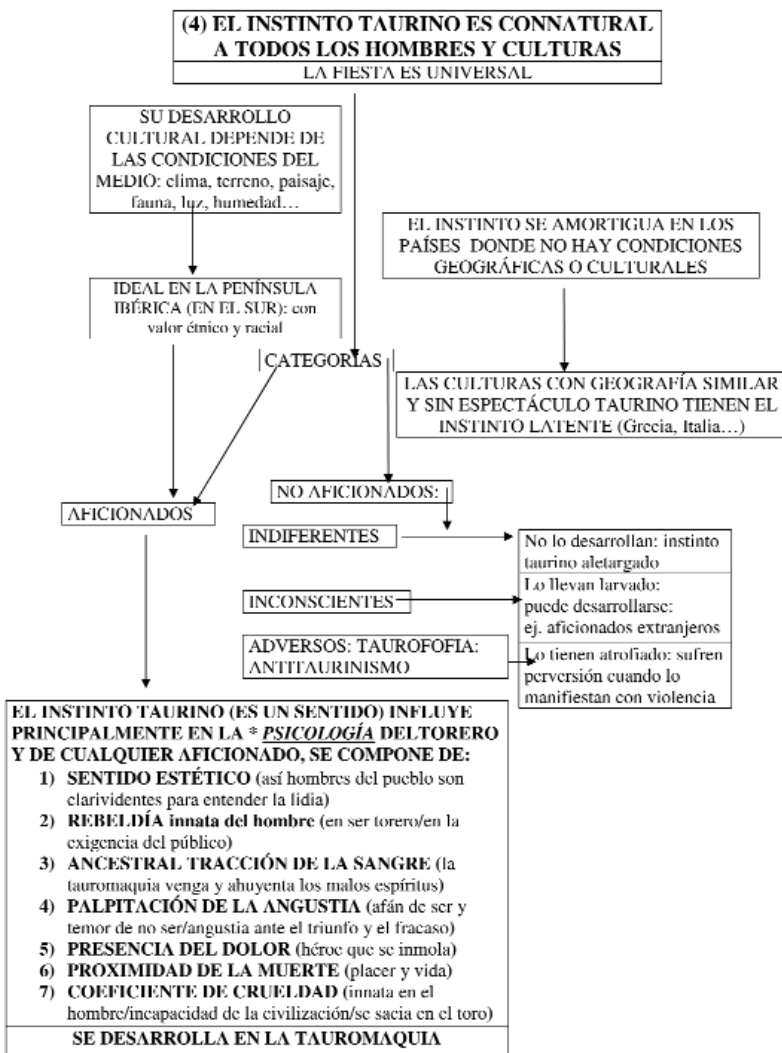 (4) EL INSTINTO TAURINO ES CONNATURAL
A TODOS LOS HOMBRES Y CULTURAS
LA FIESTA ES UNIVERSAL
SU DESARROLLO
CULTURAL DEPENDE DE
LAS CONDICIONES DEL
MEDIO: clima, terreno, paisaje,
fauna, luz, humedad…
EL INSTINTO SE AMORTIGUA EN LOS
PAÍSES DONDE NO HAY CONDICIONES
GEOGRÁFICAS O CULTURALES
IDEAL EN LA PENÍNSULA
IBÉRICA (EN EL SUR): con
valor étnico y racial
CATEGORIAS
LAS CULTURAS CON GEOGRAFÍA SIMILAR
Y SIN ESPECTÁCULO TAURINO TIENEN EL
INSTINTO LATENTE (Grecia, Italia…)
NO AFICIONADOS:
AFICIONADOS
INDIFERENTES
No lo desarrollan: instinto
taurino aletargado
INCONSCIENTES
Lo llevan larvado:
puede desarrollarse:
ej. aficionados extranjeros
ADVERSOS: TAUROFOFIA:
ANTITAURINISMO
Lo tienen atrofiado: sufren
perversión cuando lo
manifiestan con violencia
EL INSTINTO TAURINO (ES UN SENTIDO) INFLUYE
PRINCIPALMENTE EN LA * PSICOLOGÍA DELTORERO
Y DE CUALQUIER AFICIONADO, SE COMPONE DE:
1) SENTIDO ESTÉTICO (así hombres del pueblo son
clarividentes para entender la lidia)
2) REBELDÍA innata del hombre (en ser torero/en la
exigencia del público)
3) ANCESTRAL TRACCIÓN DE LA SANGRE (la
tauromaquia venga y ahuyenta los malos espíritus)
4) PALPITACIÓN DE LA ANGUSTIA (afán de ser y
temor de no ser/angustia ante el triunfo y el fracaso)
5) PRESENCIA DEL DOLOR (héroe que se inmola)
6) PROXIMIDAD DE LA MUERTE (placer y vida)
7) COEFICIENTE DE CRUELDAD (innata en el
hombre/incapacidad de la civilización/se sacia en el toro)
SE DESARROLLA EN LA TAUROMAQUIA